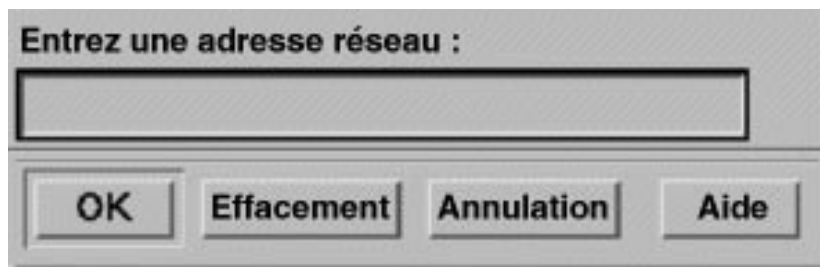 Entrez une adresse réseau :
OK Effacement Annulation Aide